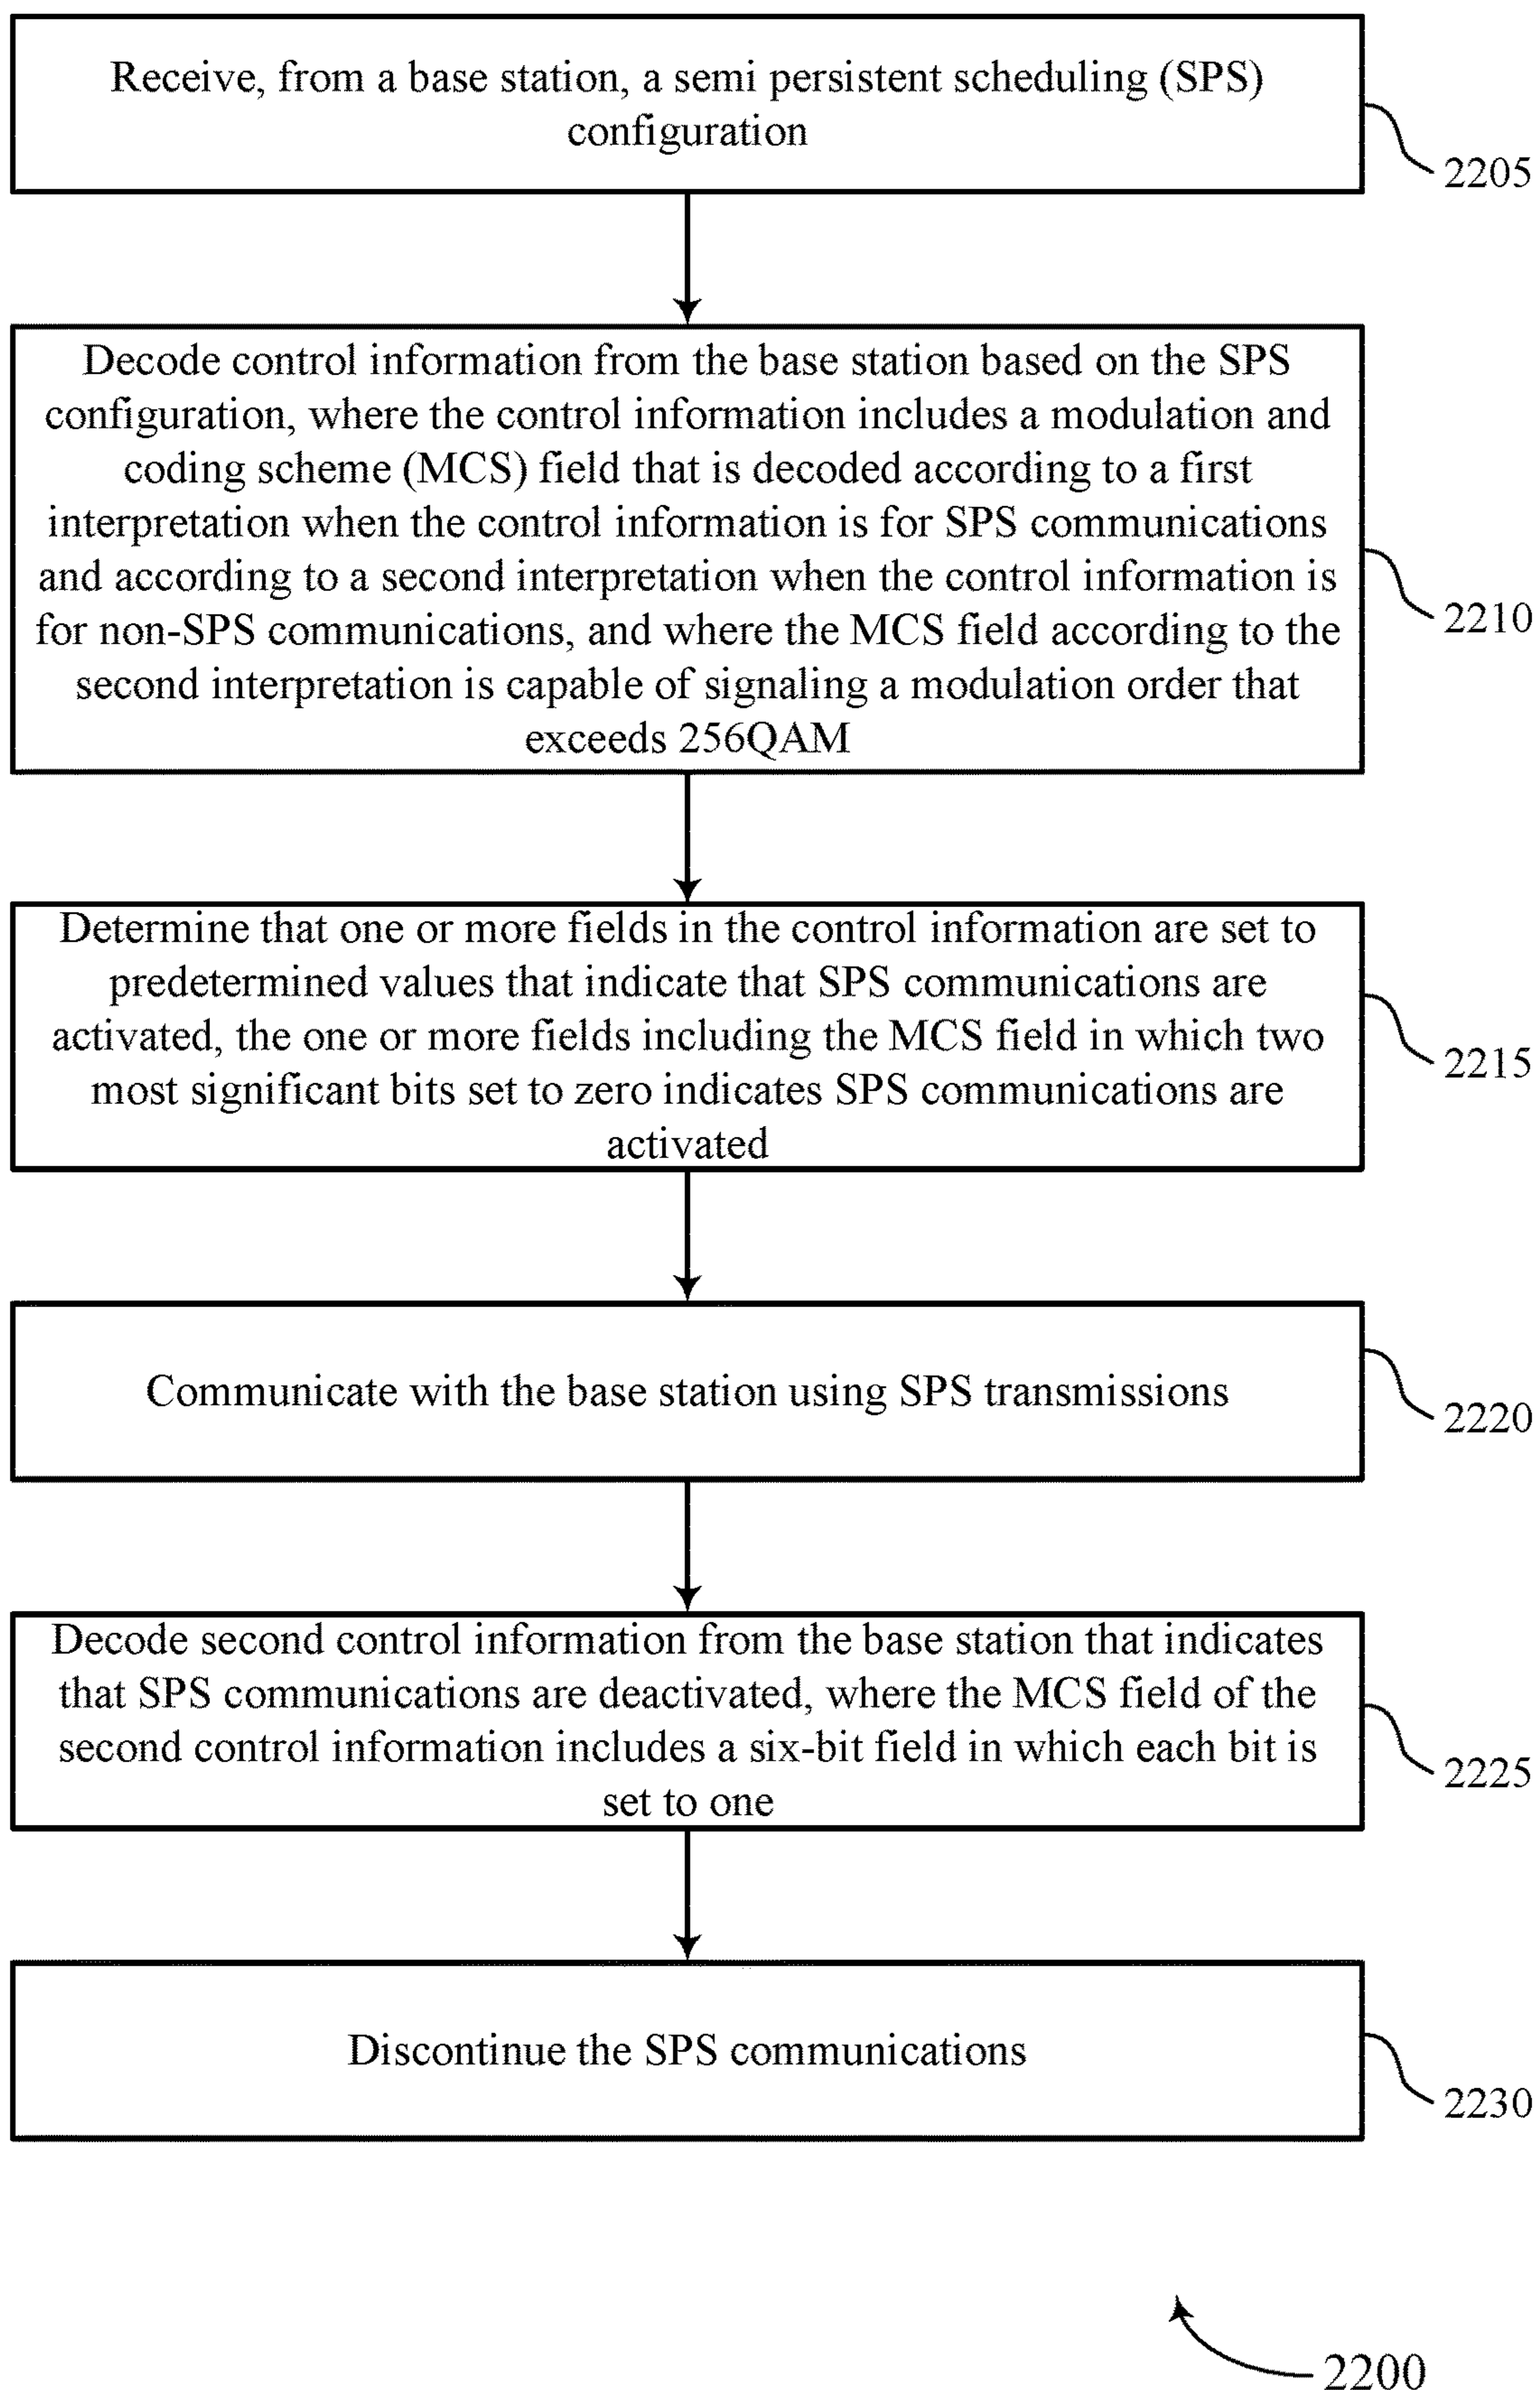 Receive, from a base station, a semi persistent scheduling (SPS)
configuration
2205
Decode control information from the base station based on the SPS
configuration, where the control information includes a modulation and
coding scheme (MCS) field that is decoded according to a first
interpretation when the control information is for SPS communications
and according to a second interpretation when the control information is
for non-SPS communications, and where the MCS field according to the
second interpretation is capable of signaling a modulation order that
exceeds 256QAM
2210
Determine that one or more fields in the control information are set to
predetermined values that indicate that SPS communications are
activated, the one or more fields including the MCS field in which two
most significant bits set to zero indicates SPS communications are
activated
2215
Communicate with the base station using SPS transmissions
2220
Decode second control information from the base station that indicates
that SPS communications are deactivated, where the MCS field of the
second control information includes a six-bit field in which each bit is
set to one
2225
Discontinue the SPS communications
2230
2200